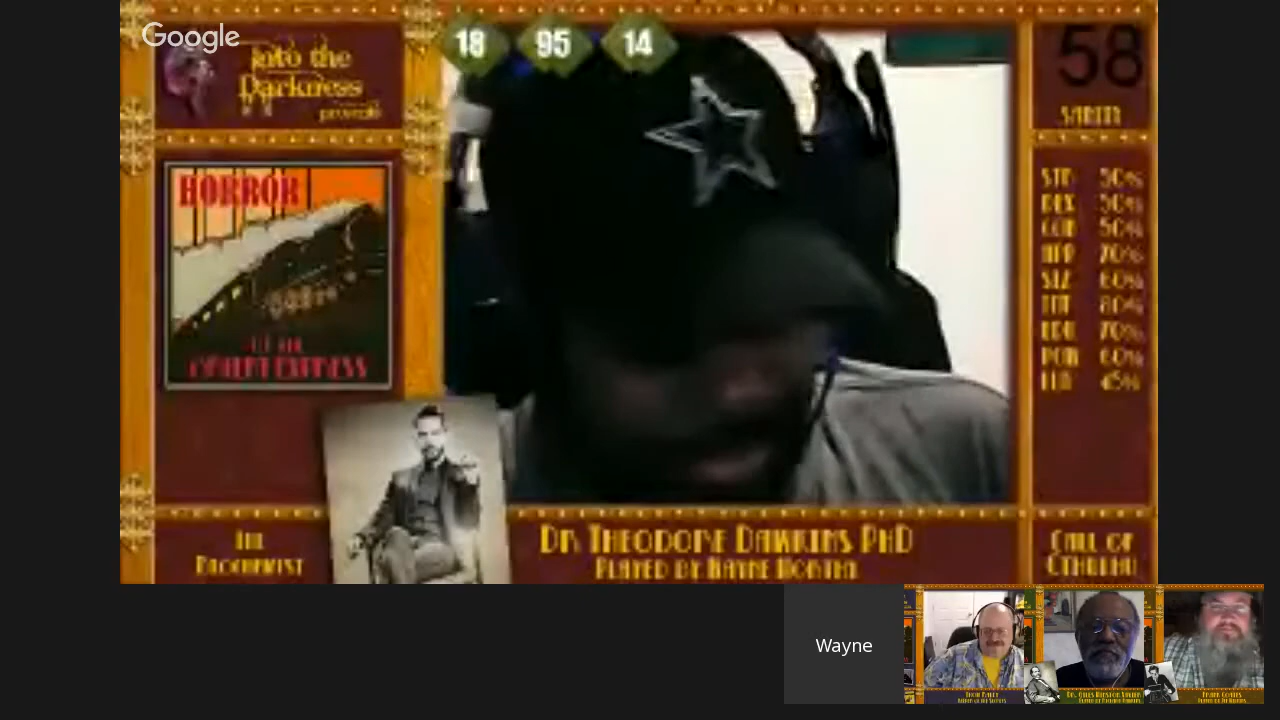 Google
Into the
Darkness
presents
18
95
14
58
SANITY
HORROR
ON THE
ORIENT EXPRESS
STR 50%
DEX 50%
CON 50%
APP 70%
SIZ 60%
INT 80%
EDU 70%
POW 60%
DR THEODORE DAWKINS PHD
PLAYED BY WAYNE
THE
CALL OF
CTHULHU
Wayne